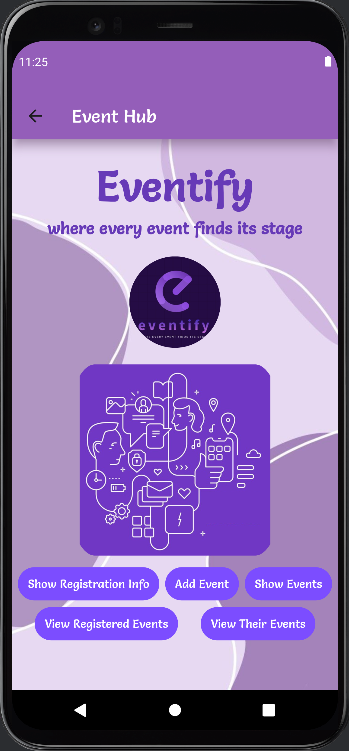 11:25
Event Hub
Eventify
where every event finds its stage
eventify
Show Registration Info Add Event Show Events
View Registered Events View Their Events